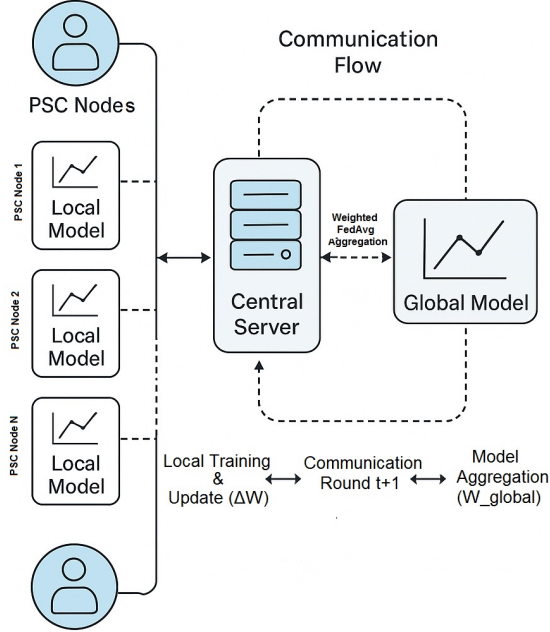 Communication
Flow
PSC Nodes
PSC Node 1
Local
Model
PSC Node 2
Local
Model
PSC Node N
Local
Model
Central
Server
Weighted
FedAvg
Aggregation
Global Model
Local Training
&
Update (ΔW)
Communication
Round t+1
Model
Aggregation
(W_global)